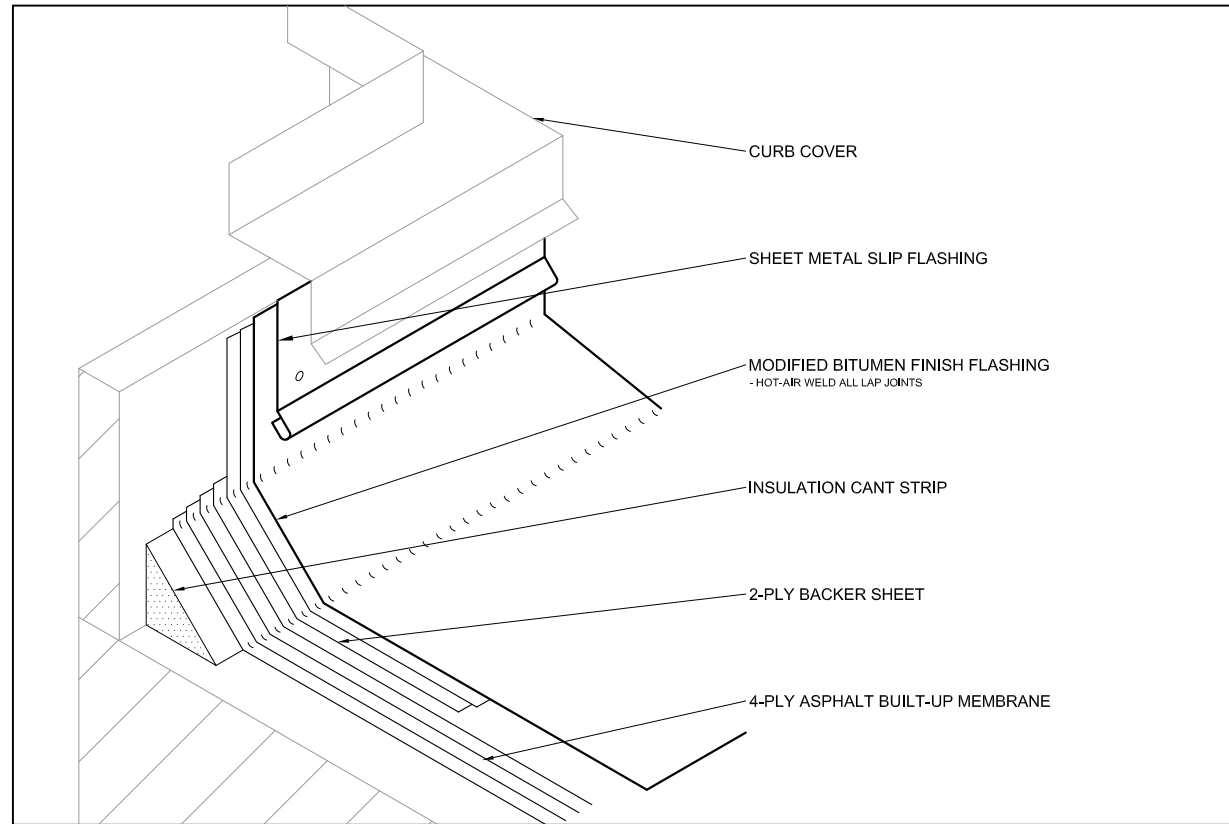 CURB COVER
SHEET METAL SLIP FLASHING
MODIFIED BITUMEN FINISH FLASHING
- HOT-AIR WELD ALL LAP JOINTS
INSULATION CANT STRIP
2-PLY BACKER SHEET
4-PLY ASPHALT BUILT-UP MEMBRANE